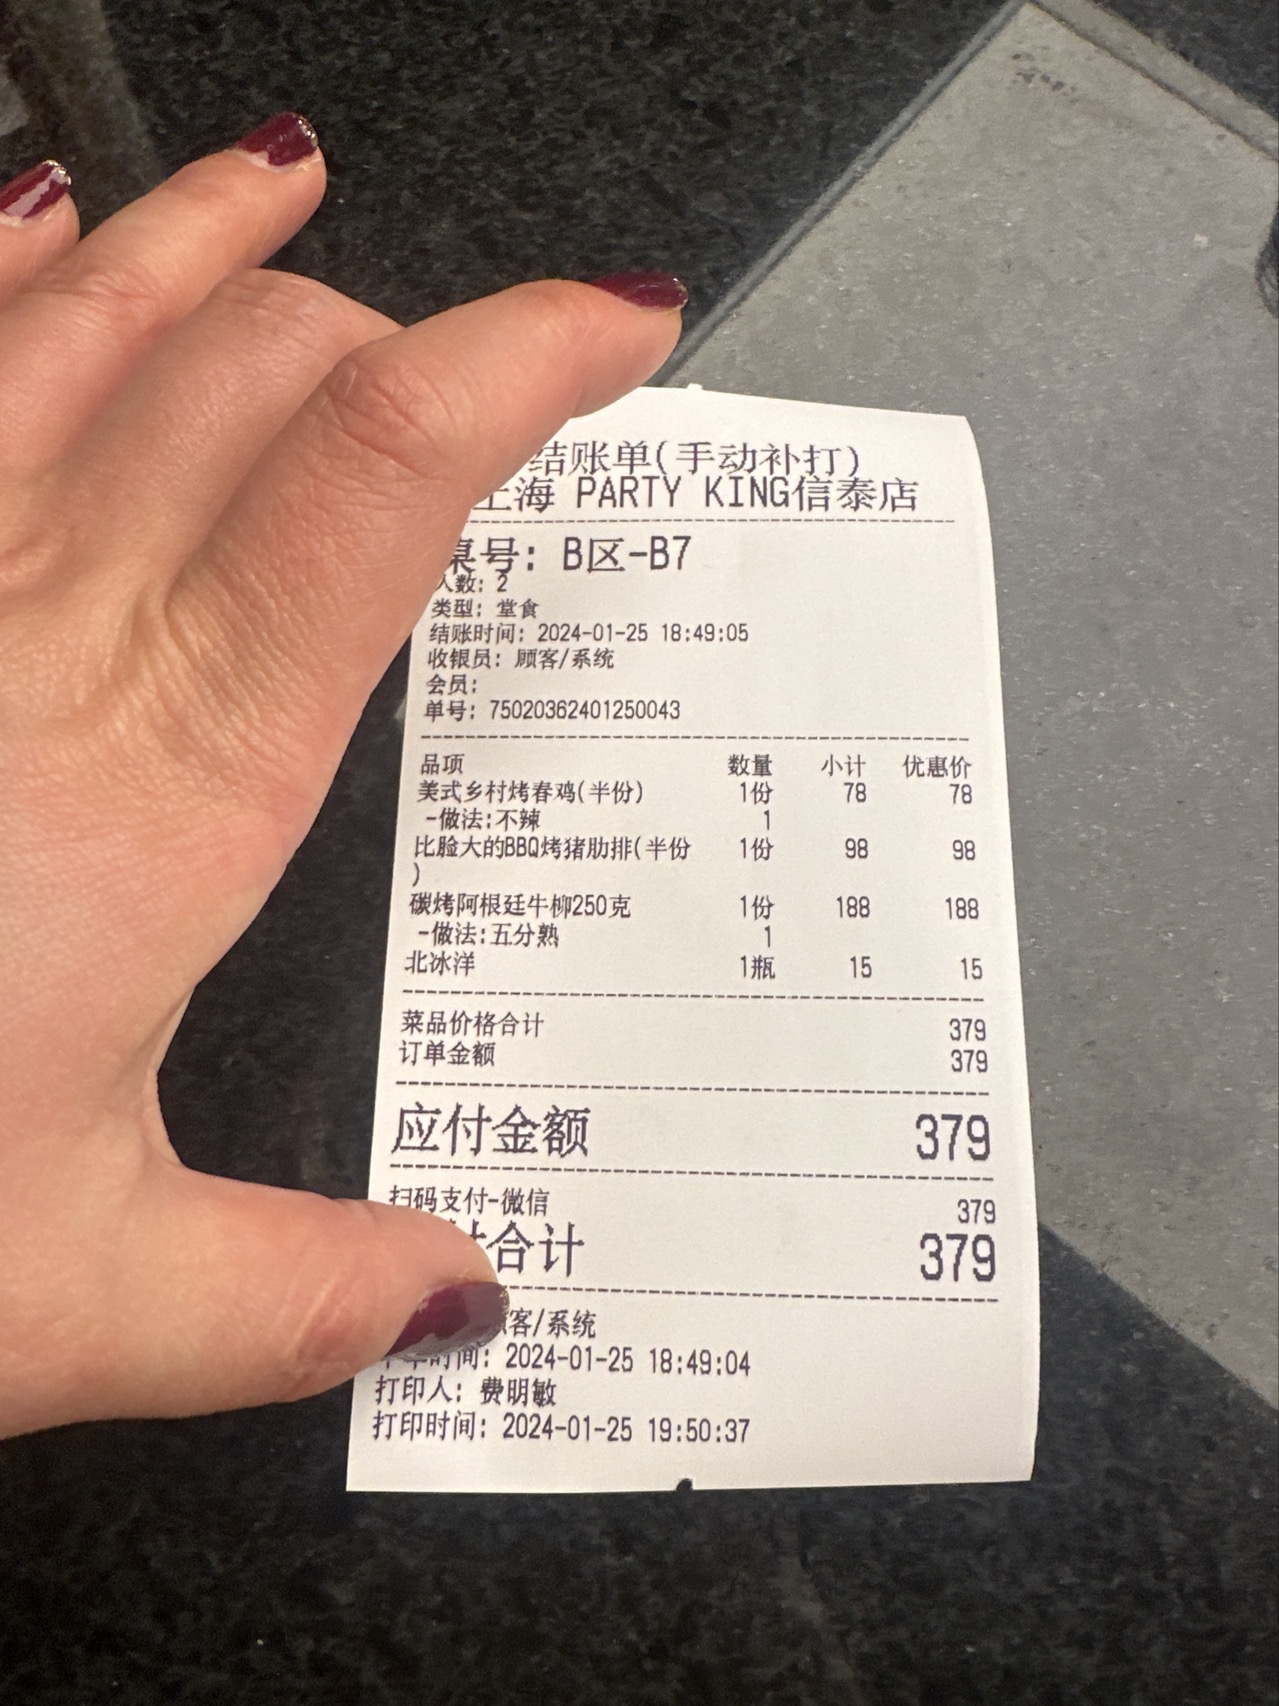 结账单(手动补打)
上海 PARTY KING信泰店
桌号: B区-B7
人数: 2
类型: 堂食
结账时间: 2024-01-25 18:49:05
收银员: 顾客/系统
会员:
单号: 75020362401250043
品项 数量 小计 优惠价
美式乡村烤春鸡(半份) 1份 78 78
-做法:不辣 1
比脸大的BBQ烤猪肋排(半份 1份 98 98
)
碳烤阿根廷牛柳250克 1份 188 188
-做法:五分熟 1
北冰洋 1瓶 15 15
菜品价格合计 379
订单金额 379
应付金额 379
扫码支付-微信 379
合计 379
客/系统
时间: 2024-01-25 18:49:04
打印人: 费明敏
打印时间: 2024-01-25 19:50:37